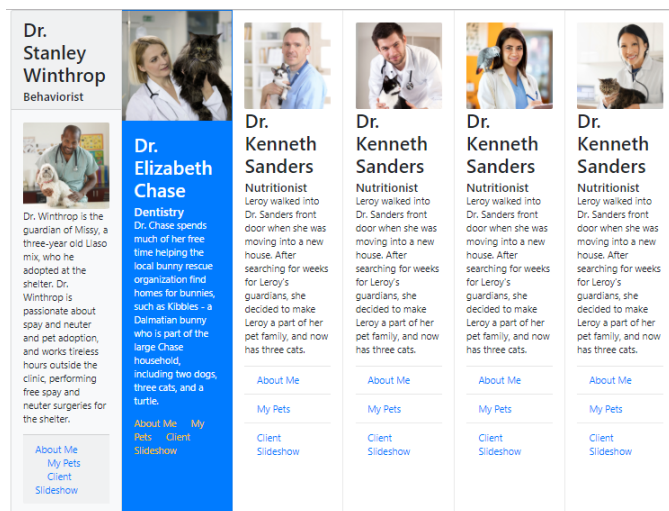 Dr.
Stanley
Winthrop
Behaviorist
Dr. Winthrop is the
guardian of Missy, a
three-year old Llaso
mix, who he
adopted at the
shelter. Dr.
Winthrop is
passionate about
spay and neuter
and pet adoption,
and works tireless
hours outside the
clinic, performing
free spay and
neuter surgeries for
the shelter.
About Me
My Pets
Client
Slideshow
Dr.
Elizabeth
Chase
Dentistry
Dr. Chase spends
much of her free
time helping the
local bunny rescue
organization find
homes for bunnies,
such as Kibbles - a
Dalmatian bunny
who is part of the
large Chase
household,
including two dogs,
three cats, and a
turtle.
About Me My
Pets Client
Slideshow
Dr.
Kenneth
Sanders
Nutritionist
Leroy walked into
Dr. Sanders front
door when she was
moving into a new
house. After
searching for weeks
for Leroy's
guardians, she
decided to make
Leroy a part of her
pet family, and now
has three cats.
About Me
My Pets
Client
Slideshow
Dr.
Kenneth
Sanders
Nutritionist
Leroy walked into
Dr. Sanders front
door when she was
moving into a new
house. After
searching for weeks
for Leroy's
guardians, she
decided to make
Leroy a part of her
pet family, and now
has three cats.
About Me
My Pets
Client
Slideshow
Dr.
Kenneth
Sanders
Nutritionist
Leroy walked into
Dr. Sanders front
door when she was
moving into a new
house. After
searching for weeks
for Leroy's
guardians, she
decided to make
Leroy a part of her
pet family, and now
has three cats.
About Me
My Pets
Client
Slideshow
Dr.
Kenneth
Sanders
Nutritionist
Leroy walked into
Dr. Sanders front
door when she was
moving into a new
house. After
searching for weeks
for Leroy's
guardians, she
decided to make
Leroy a part of her
pet family, and now
has three cats.
About Me
My Pets
Client
Slideshow